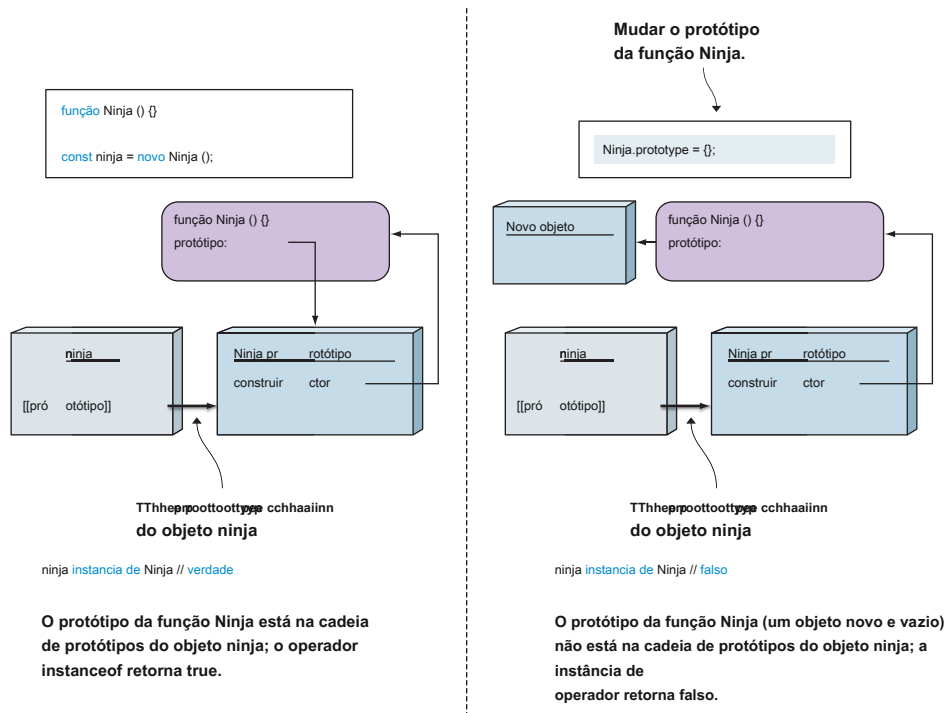 função Ninja () {}
const ninja = novo Ninja ();
função Ninja () {}
protótipo:
ninja
[[pró otótipo]]
Ninja pr rotótipo
construir ctor
do objeto ninja
ninja instancia de Ninja // verdade
O protótipo da função Ninja está na cadeia
de protótipos do objeto ninja; o operador
instanceof retorna true.
Mudar o protótipo
da função Ninja.
Ninja.prototype = {};
Novo objeto
função Ninja () {}
protótipo:
ninja
[[pró otótipo]]
Ninja pr rotótipo
construir ctor
do objeto ninja
ninja instancia de Ninja // falso
O protótipo da função Ninja (um objeto novo e vazio)
não está na cadeia de protótipos do objeto ninja; a
instância de
operador retorna falso.